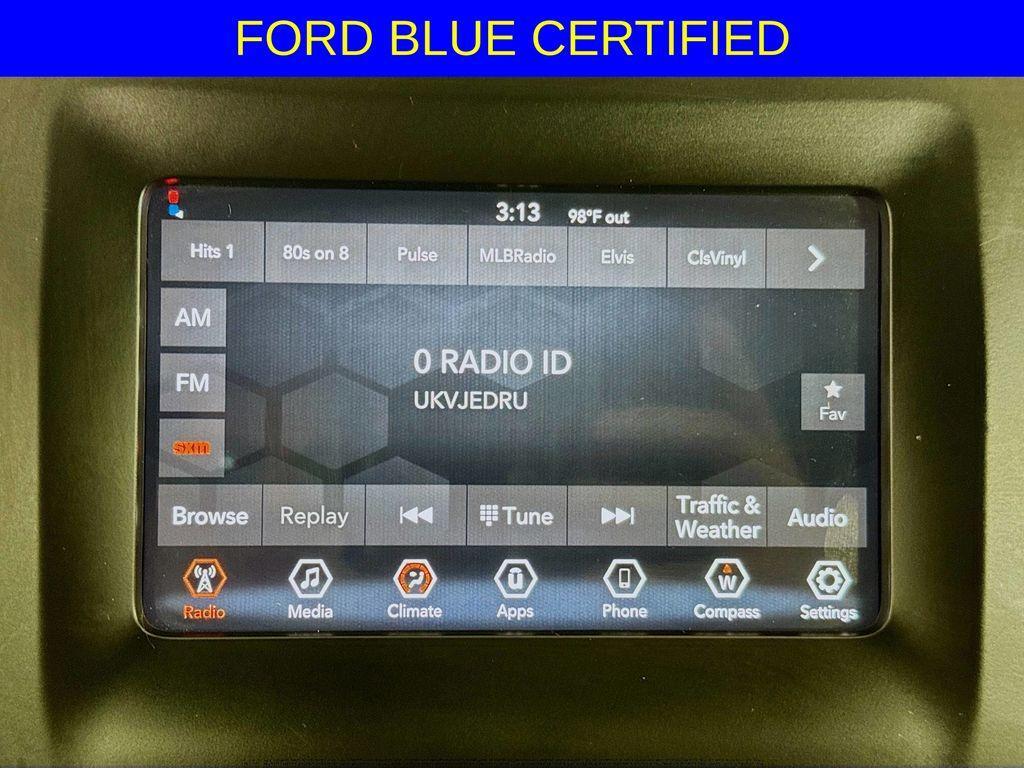 FORD BLUE CERTIFIED
3:13 98°F out
Hits 1 80s on 8 Pulse MLBRadio Elvis ClsVinyl
AM
0 RADIO ID
FM
UKVJEDRU
Fav
sxm
Browse Replay Tune Traffic & Weather Audio
W
Radio Media Climate Apps Phone Compass Settings